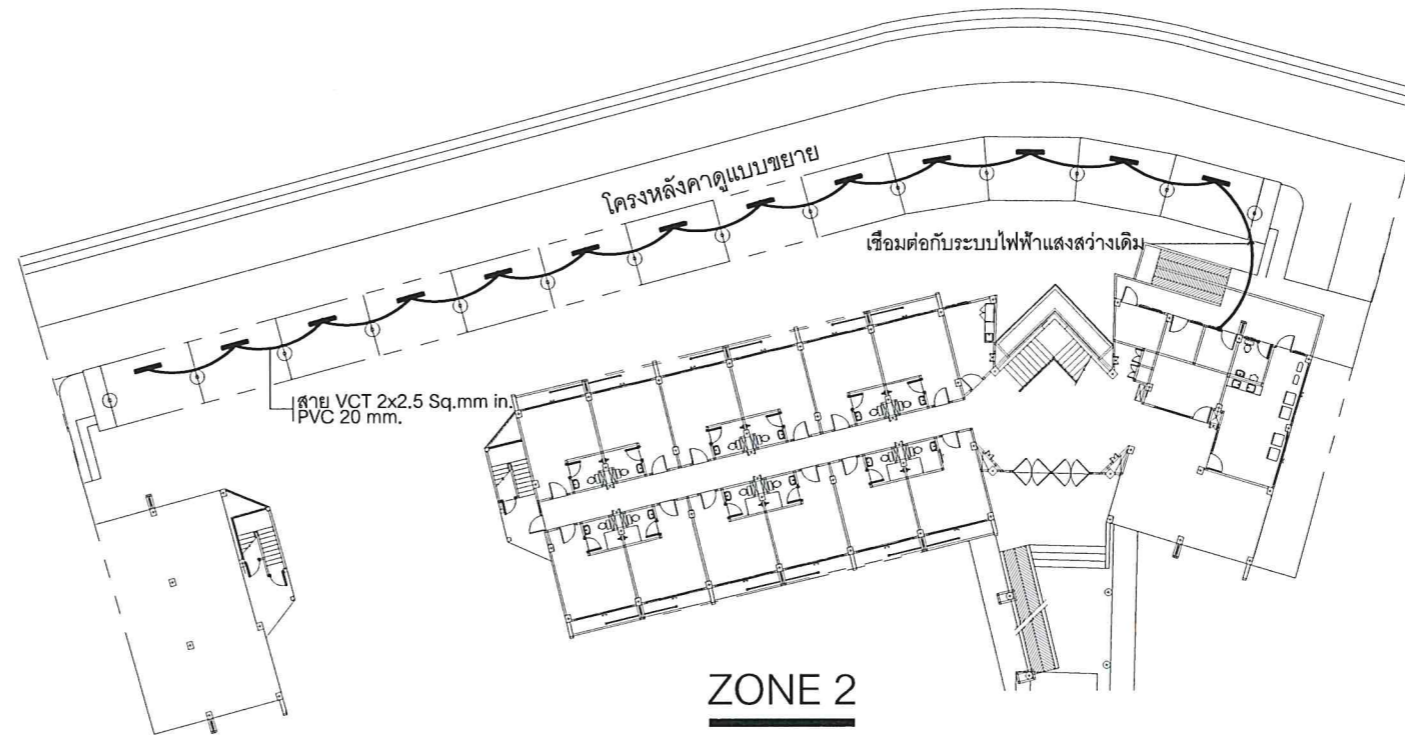 โครงหลังคาดูแบบขยาย
เชื่อมต่อกับระบบไฟฟ้าแสงสว่างเดิม
สาย VCT 2x2.5 Sq.mm in.
PVC 20 mm.
ZONE 2